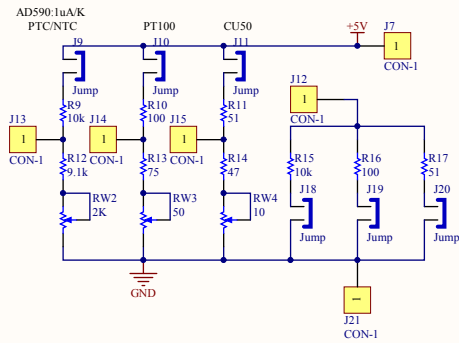 AD590:1uA/K
PTC/NTC
PT100
CU50
+5V
J7
1
CON-1
J9
Jump
J10
Jump
J11
Jump
J12
1
CON-1
R9
10k
R10
100
R11
51
J13
1
CON-1
J14
1
CON-1
J15
1
CON-1
R12
9.1k
R13
75
R14
47
R15
10k
R16
100
R17
51
RW2
2K
RW3
50
RW4
10
J18
Jump
J19
Jump
J20
Jump
GND
1
J21
CON-1